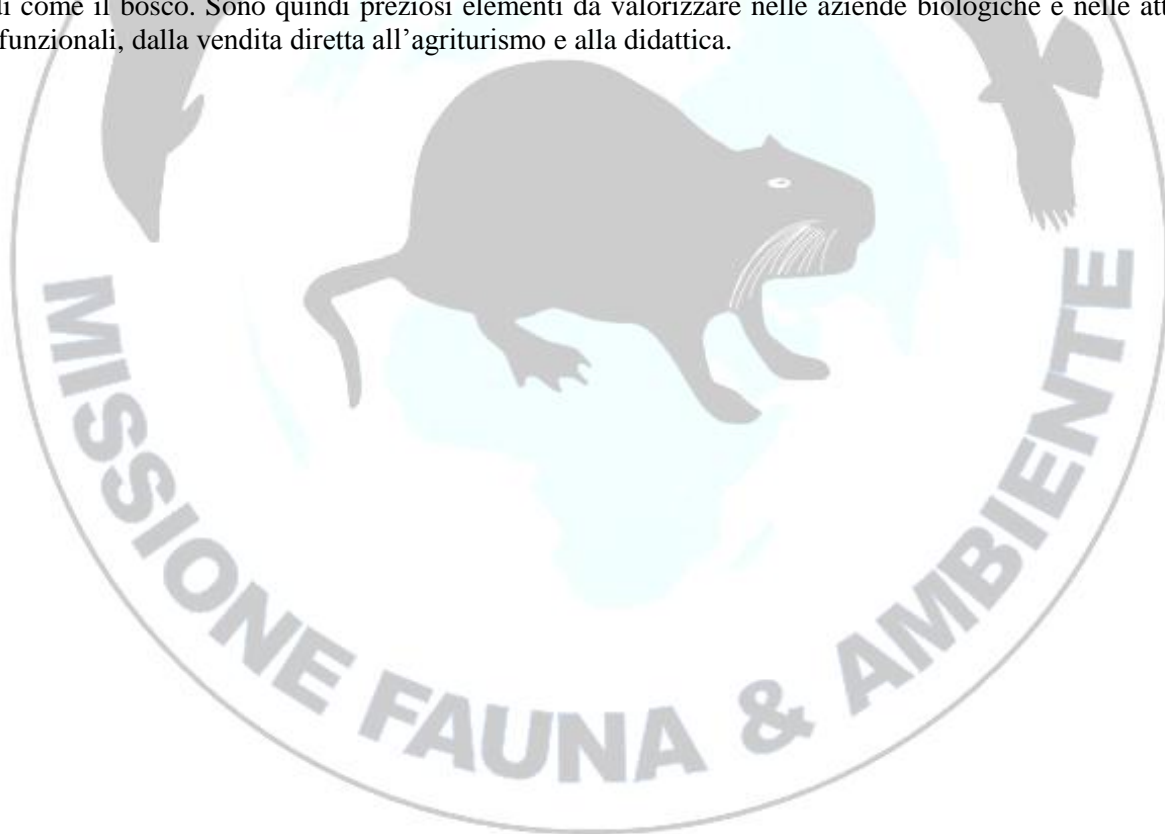 come il bosco. Sono quindi preziosi elementi da valorizzare nelle aziende biologiche e nelle
funzionali, dalla vendita diretta all’agriturismo e alla didattica.
MISSIONE FAUNA & AMBIENTE